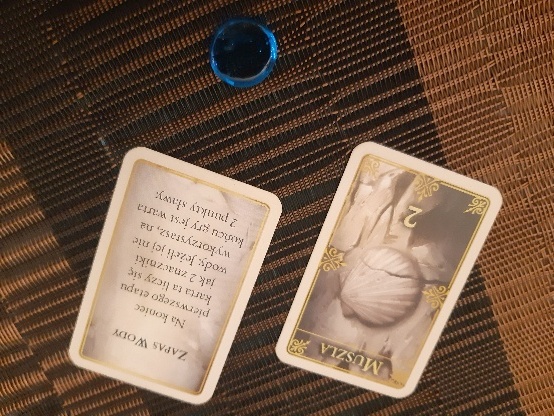 ZAPAS WODY
Na koniec
pierwszego etapu
karta ta liczy się
jak 2 znaczniki
wody; jeżeli jej nie
wykorzystasz, na
końcu gry jest warta
2 punkty sławy.
MUSZLA
2